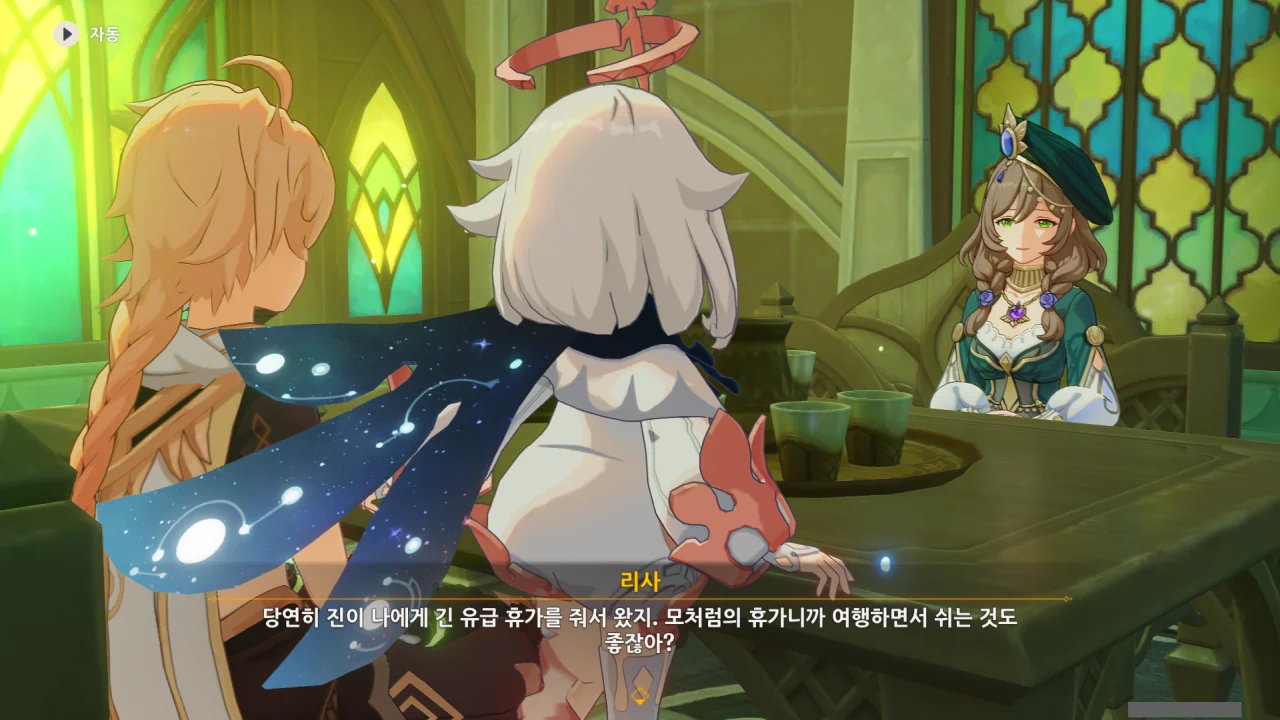 자동
리사
당연히 진이 나에게 긴 유급 휴가를 줘서 왔지. 모처럼의 휴가니까 여행하면서 쉬는 것도
좋잖아?